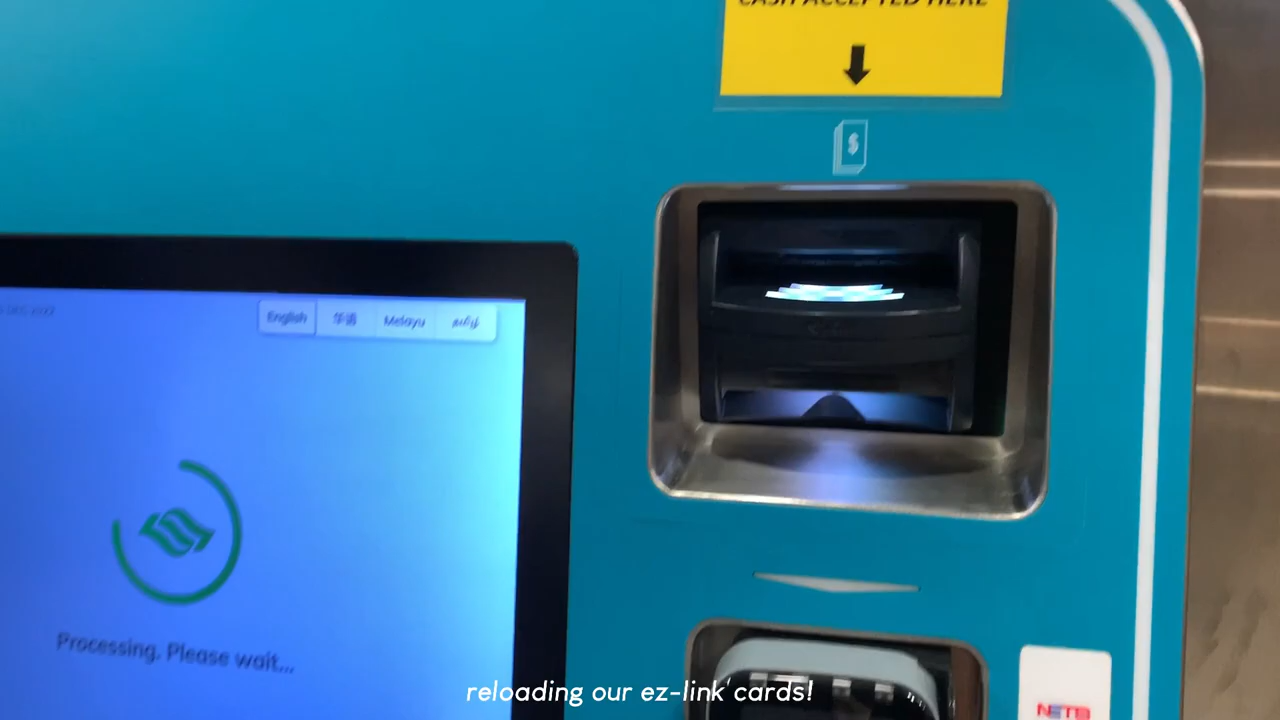 CASH ACCEPTED HERE
$
English 华语 Melayu தமிழ்
Processing. Please wait...
NETS
reloading our ez-link cards!